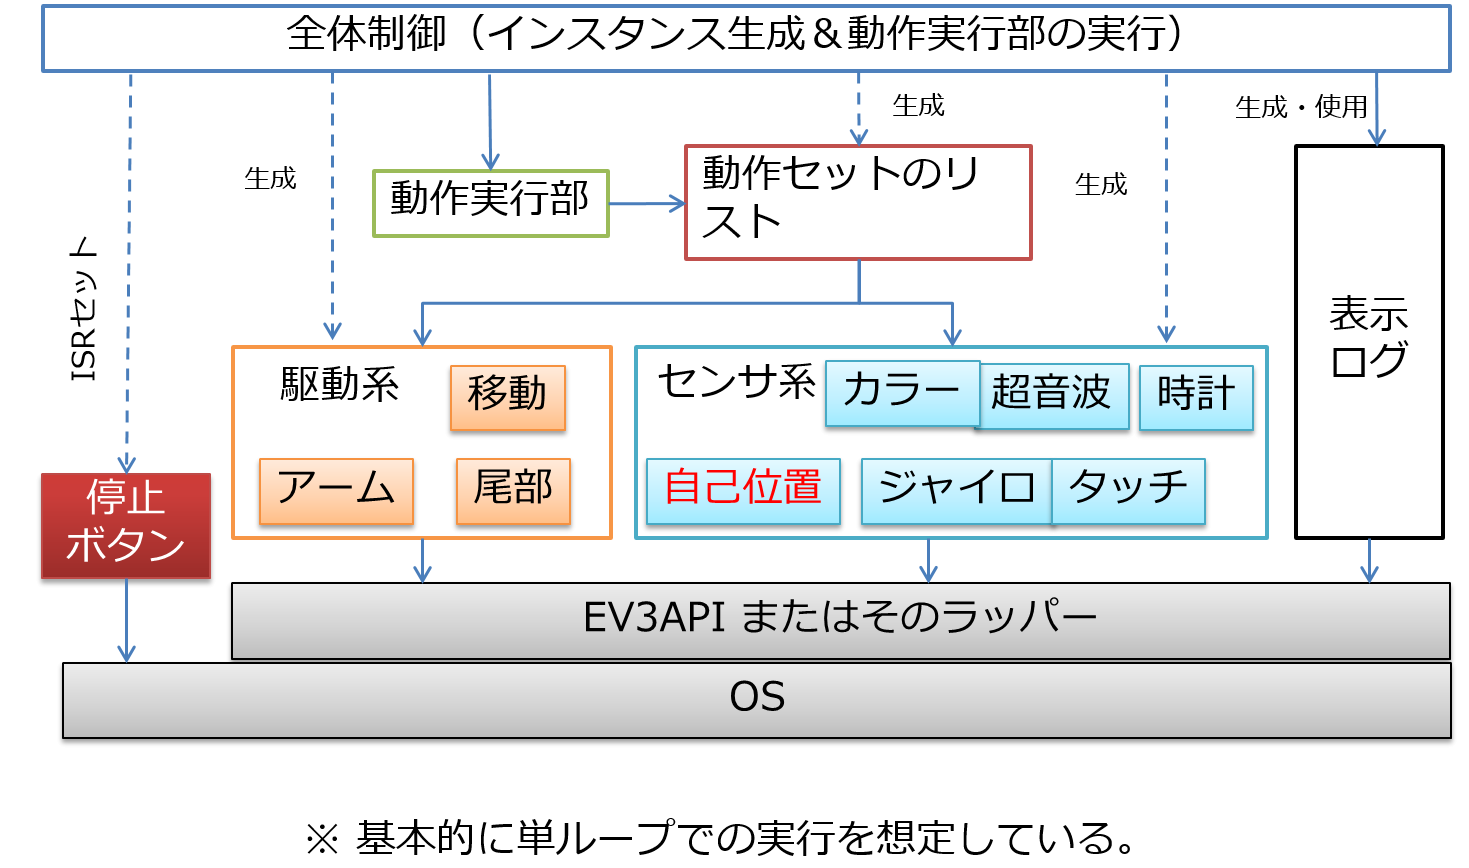 全体制御（インスタンス生成＆動作実行部の実行）
生成
生成・使用
生成
生成
ISRセット
動作実行部
動作セットのリ
スト
表示
ログ
駆動系
移動
アーム
尾部
センサ系
カラー
超音波
時計
自己位置
ジャイロ
タッチ
停止
ボタン
EV3API またはそのラッパー
OS
※ 基本的に単ループでの実行を想定している。